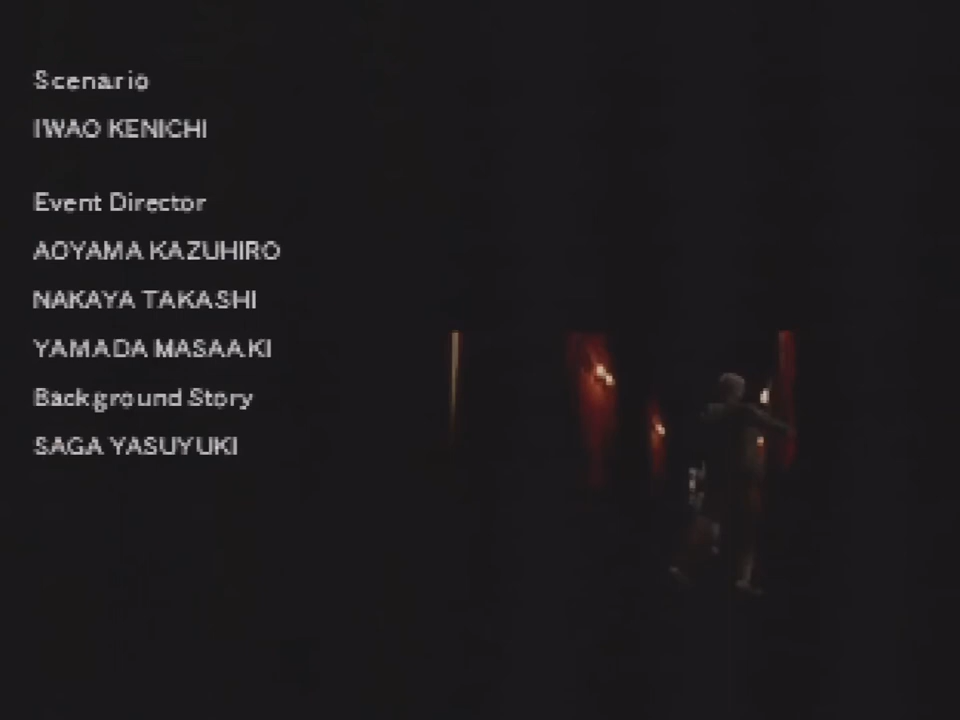 Scenario
IWAO KENICHI
Event Director
AOYAMA KAZUHIRO
NAKAYA TAKASHI
YAMADA MASAAKI
Background Story
SAGA YASUYUKI